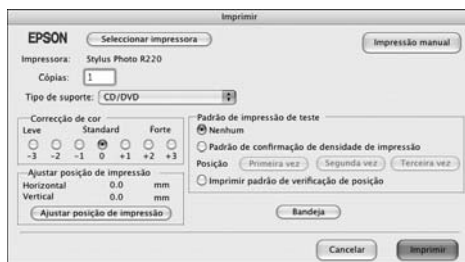 Imprimir
EPSON
Seleccionar impressora
Impressão manual
Impressora: Stylus Photo R220
Cópias: 1
Tipo de suporte: CD/DVD
Correcção de cor
Leve Standard Forte
-3 -2 -1 0 +1 +2 +3
Ajustar posição de impressão
Horizontal 0.0 mm
Vertical 0.0 mm
Ajustar posição de impressão
Padrão de impressão de teste
Nenhum
Padrão de confirmação de densidade de impressão
Posição Primeira vez Segunda vez Terceira vez
Imprimir padrão de verificação de posição
Bandeja
Cancelar Imprimir